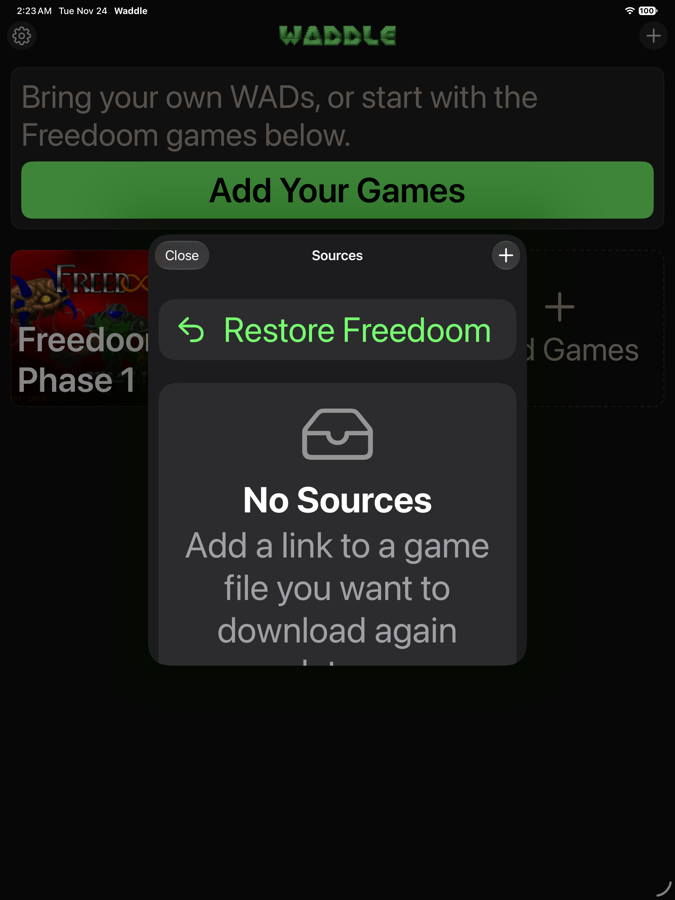 2:23 AM Tue Nov 24 Waddle
100
WADDLE
Bring your own WADs, or start with the
Freedoom games below.
Add Your Games
Close
Sources
Restore Freedoom
Phase 1
Games
No Sources
Add a link to a game
file you want to
download again